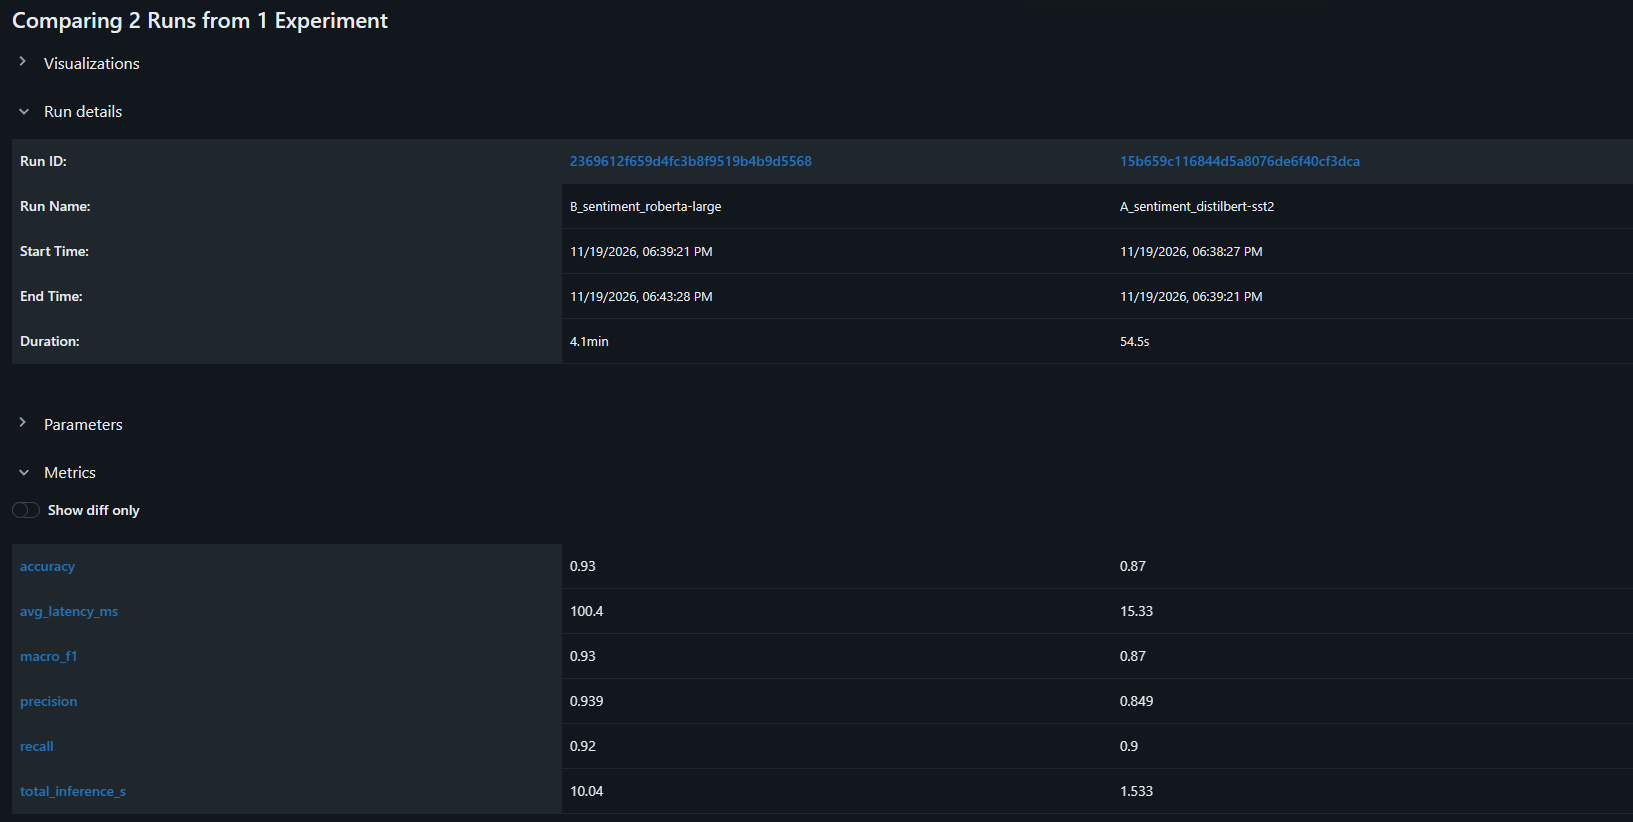 Comparing 2 Runs from 1 Experiment
Visualizations
Run details
Run ID: 2369612f659d4fc3b8f9519b4b9d5568 15b659c116844d5a8076de6f40cf3dca
Run Name: B_sentiment_roberta-large A_sentiment_distilbert-sst2
Start Time: 11/19/2026, 06:39:21 PM 11/19/2026, 06:38:27 PM
End Time: 11/19/2026, 06:43:28 PM 11/19/2026, 06:39:21 PM
Duration: 4.1min 54.5s
Parameters
Metrics
Show diff only
accuracy 0.93 0.87
avg_latency_ms 100.4 15.33
macro_f1 0.93 0.87
precision 0.939 0.849
recall 0.92 0.9
total_inference_s 10.04 1.533